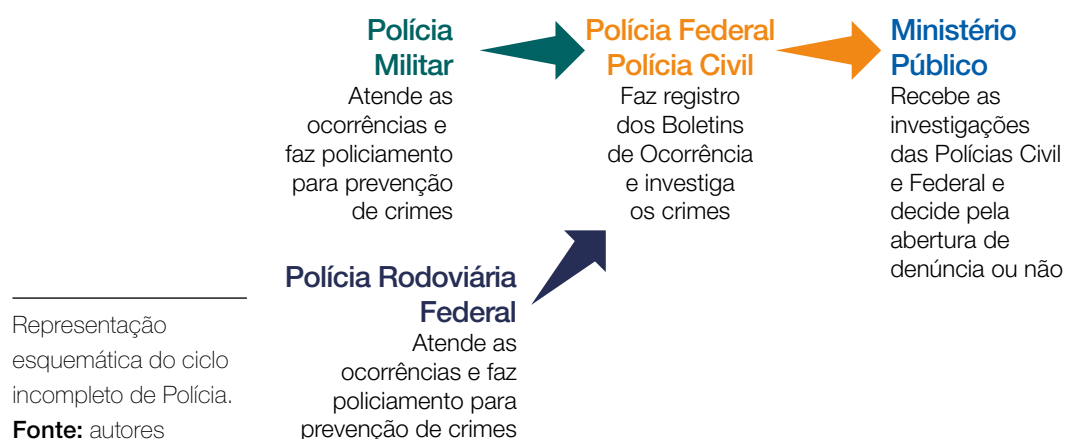 Polícia
Militar
Atende as
ocorrências e
faz policiamento
para prevenção
de crimes
Polícia Federal
Polícia Civil
Faz registro
dos Boletins
de Ocorrência
e investiga
os crimes
Ministério
Público
Recebe as
investigações
das Polícias Civil
e Federal e
decide pela
abertura de
denúncia ou não
Polícia Rodoviária
Federal
Atende as
ocorrências e faz
policiamento para
prevenção de crimes
Representação
esquemática do ciclo
incompleto de Polícia.
Fonte: autores